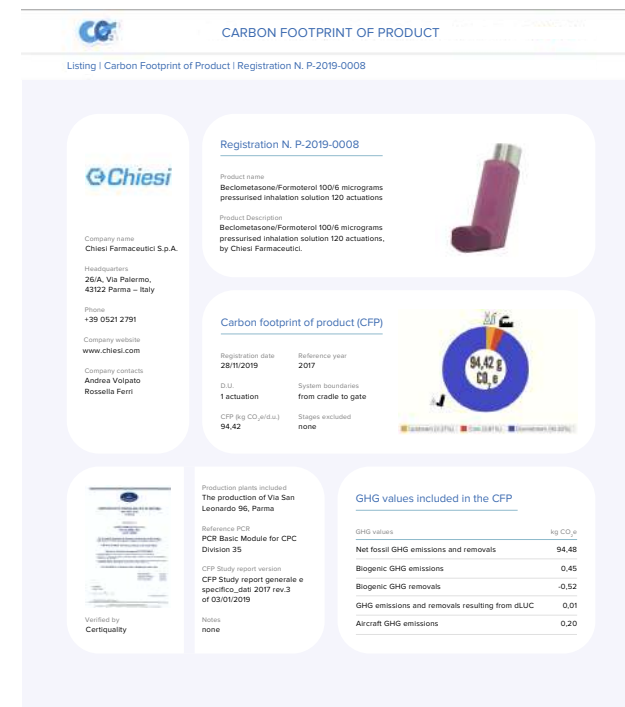 CARBON FOOTPRINT OF PRODUCT
Listing | Carbon Footprint of Product | Registration N. P-2019-0008
Chiesi
Company name
Chiesi Farmaceutici S.p.A.
Headquarters
26/A, Via Palermo,
43122 Parma – Italy
Phone
+39 0521 2791
Company website
www.chiesi.com
Company contacts
Andrea Volpato
Rossella Ferri
Registration N. P-2019-0008
Product name
Beclometasone/Formoterol 100/6 micrograms
pressurised inhalation solution 120 actuations
Product Description
Beclometasone/Formoterol 100/6 micrograms
pressurised inhalation solution 120 actuations,
by Chiesi Farmaceutici.
Carbon footprint of product (CFP)
Registration date
28/11/2019
Reference year
2017
D.U.
1 actuation
System boundaries
from cradle to gate
CFP (kg CO2e/d.u.)
94,42
Stages excluded
none
94,42 g
CO2 e
Upstream
Core
Downstream
Verified by
Certiquality
Production plants included
The production of Via San
Leonardo 96, Parma
Reference PCR
PCR Basic Module for CPC
Division 35
CFP Study report version
CFP Study report generale e
specifico_dati 2017 rev.3
of 03/01/2019
Notes
none
GHG values included in the CFP
GHG values kg CO2e
Net fossil GHG emissions and removals 94,48
Biogenic GHG emissions 0,45
Biogenic GHG removals -0,52
GHG emissions and removals resulting from dLUC 0,01
Aircraft GHG emissions 0,20